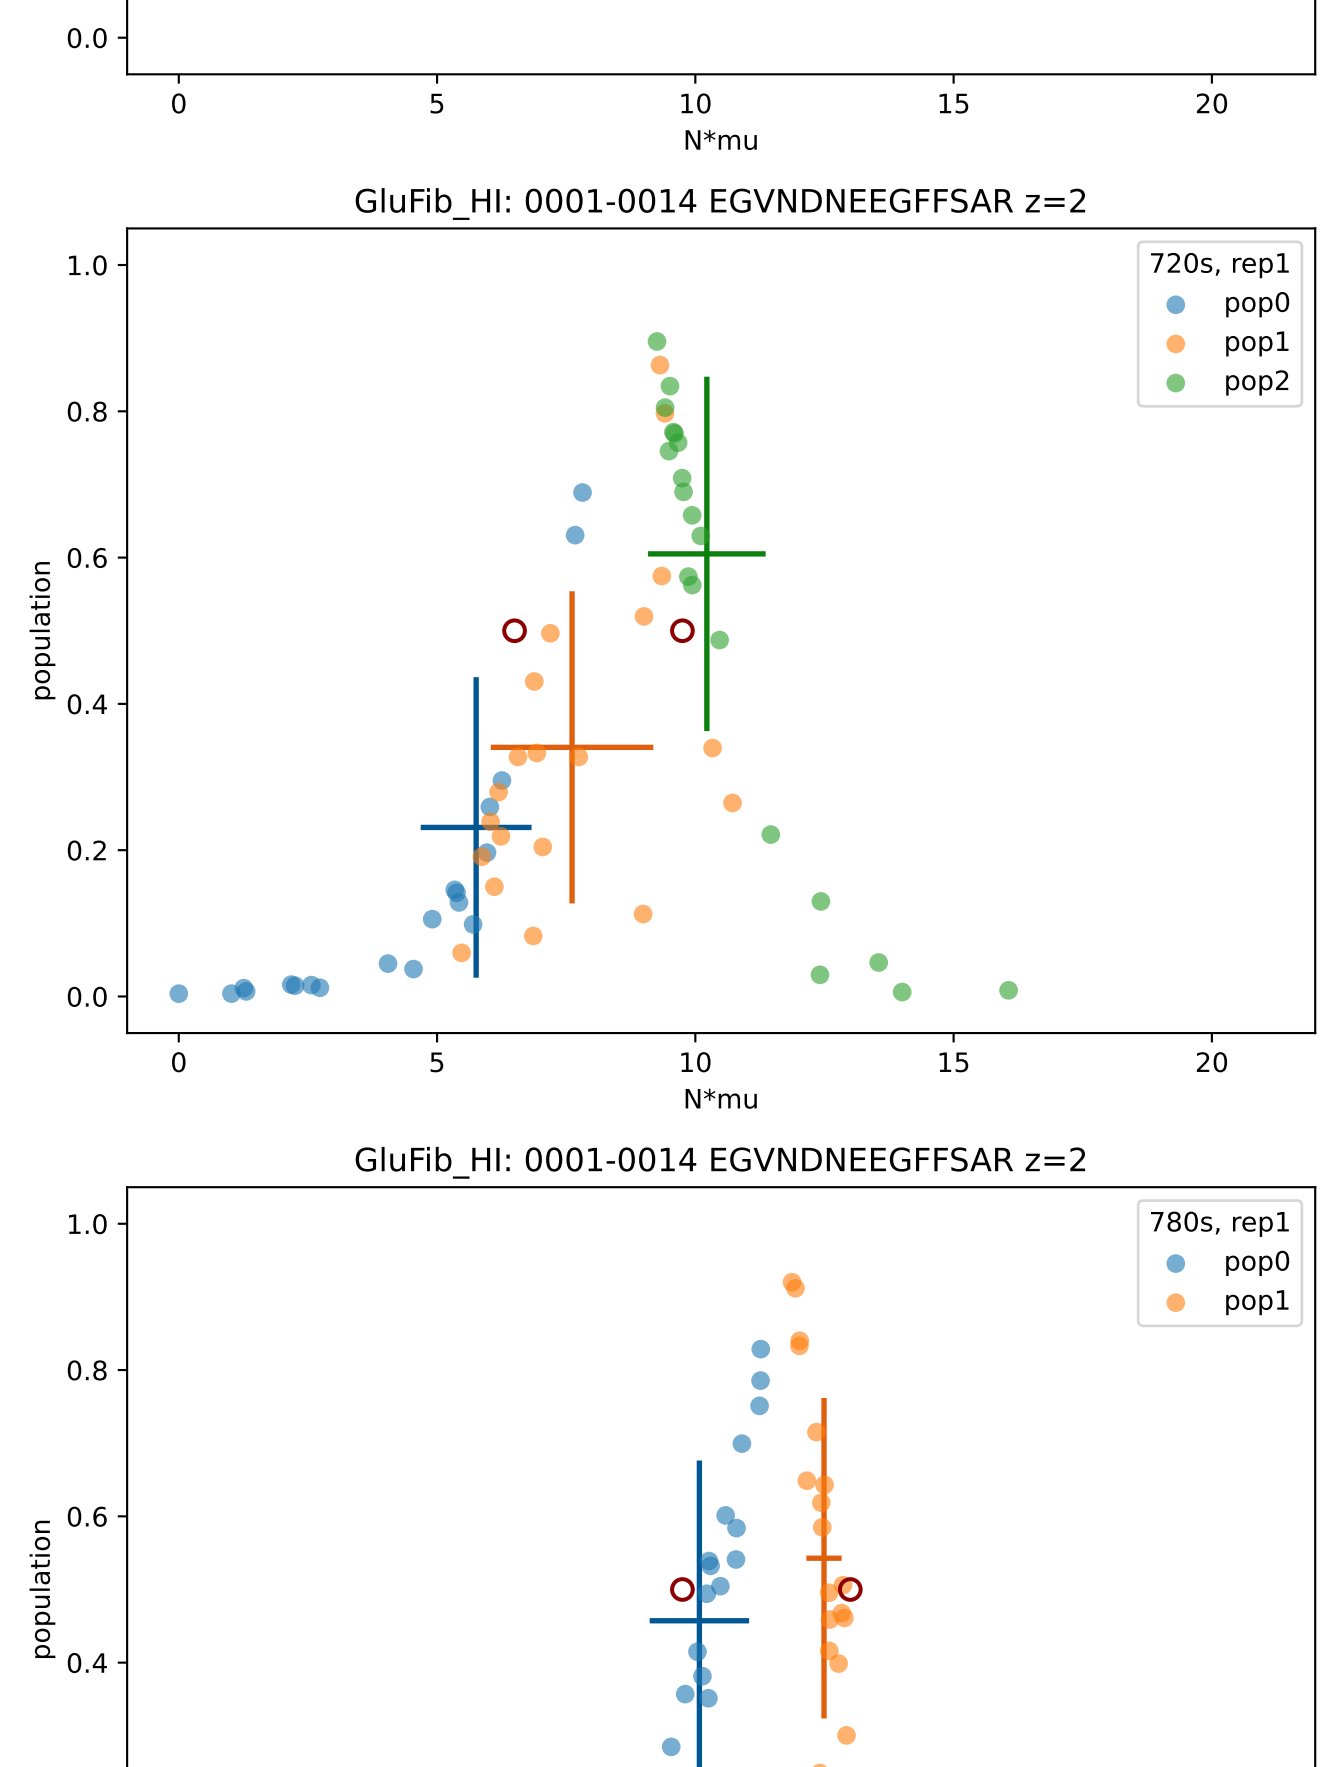 0.0
0 5 10 15 20
N*mu
GluFib_HI: 0001-0014 EGVNDNEEGFFSAR z=2
720s, rep1
pop0
pop1
pop2
1.0
0.8
0.6
0.4
0.2
0.0
population
0 5 10 15 20
N*mu
GluFib_HI: 0001-0014 EGVNDNEEGFFSAR z=2
780s, rep1
pop0
pop1
1.0
0.8
0.6
0.4
population